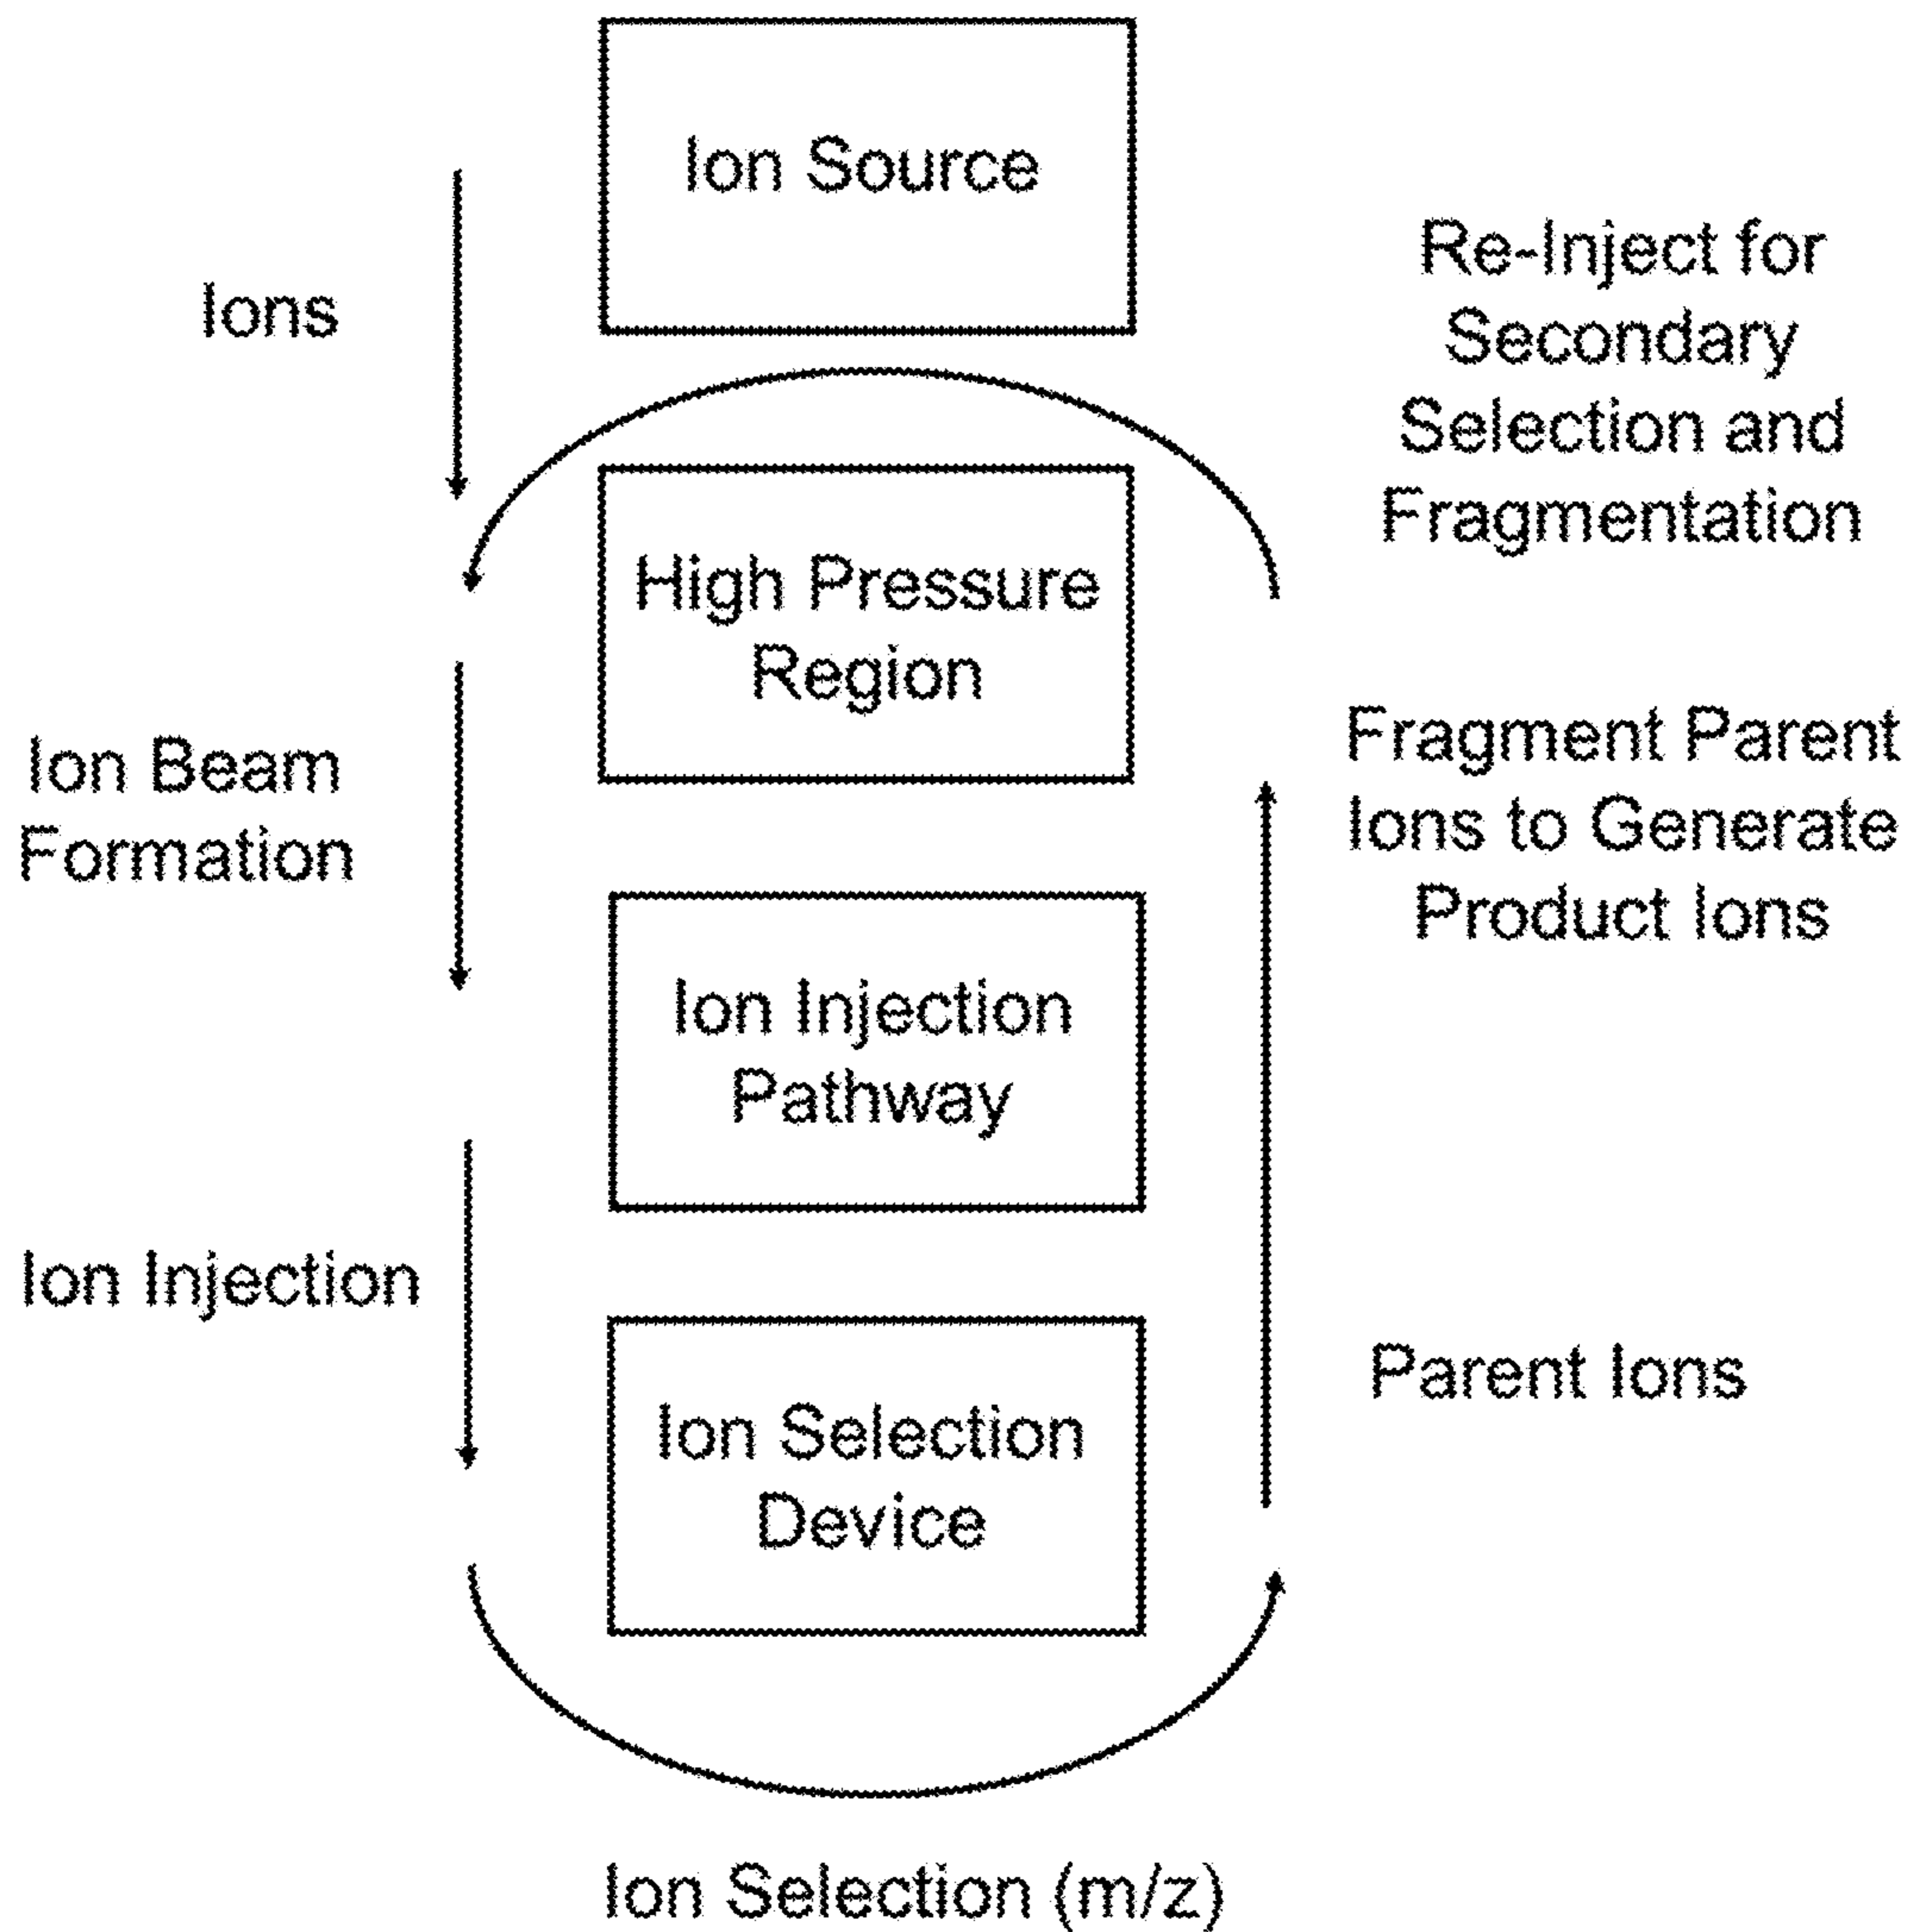 Ion Source
Ions
Re-Inject for
Secondary
Selection and
Fragmentation
High Pressure
Region
Ion Beam
Formation
Fragment Parent
Ions to Generate
Product Ions
Ion Injection
Pathway
Ion Injection
Parent Ions
Ion Selection
Device
Ion Selection (m/z)